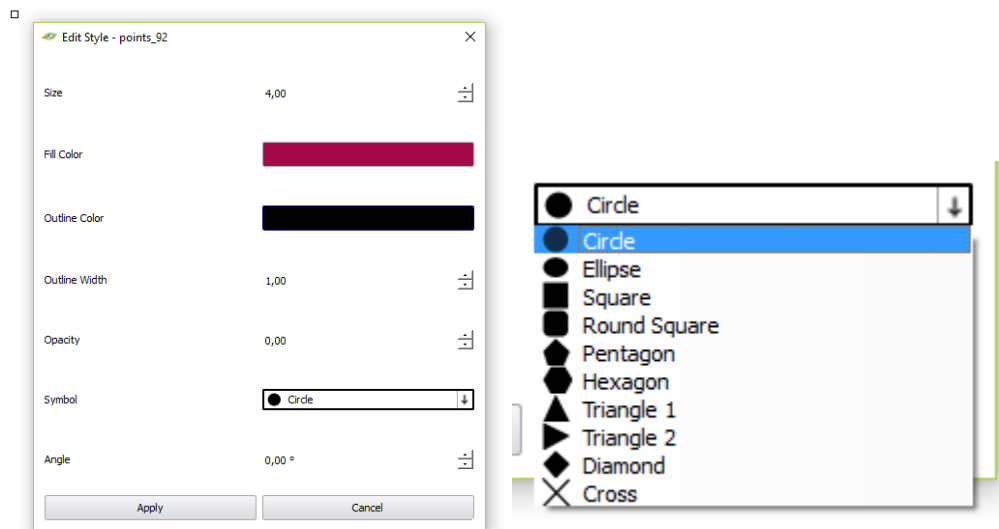 Edit Style - points_92
Size 4,00
Fill Color
Outline Color
Outline Width 1,00
Opacity 0,00
Symbol Circle
Angle 0,00 °
Apply Cancel
Circle
Circle
Ellipse
Square
Round Square
Pentagon
Hexagon
Triangle 1
Triangle 2
Diamond
Cross